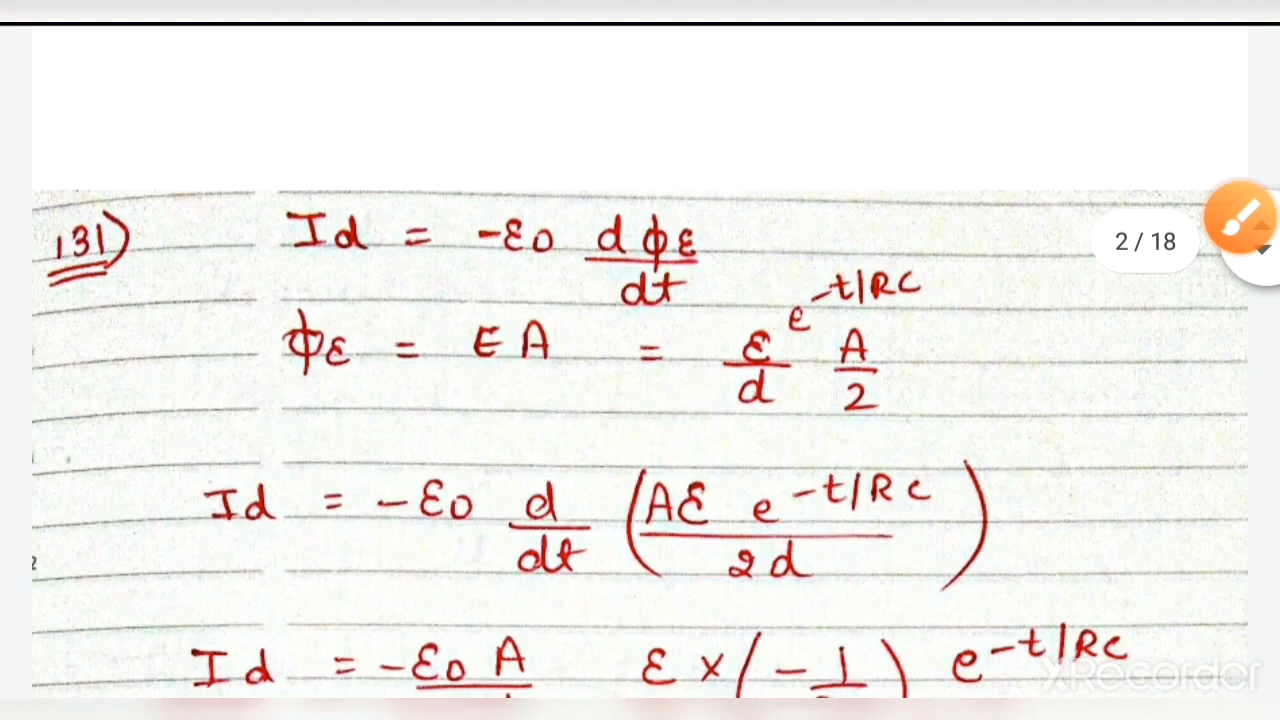 2 / 18
131) Id = -ε0 dφε/dt
φε = EA = ε/d e^-t/RC A/2
Id = -ε0 d/dt (Aε e^-t/RC / 2d)
Id = -ε0 A ε × (-1 ) e^-t/RC
XRecorder